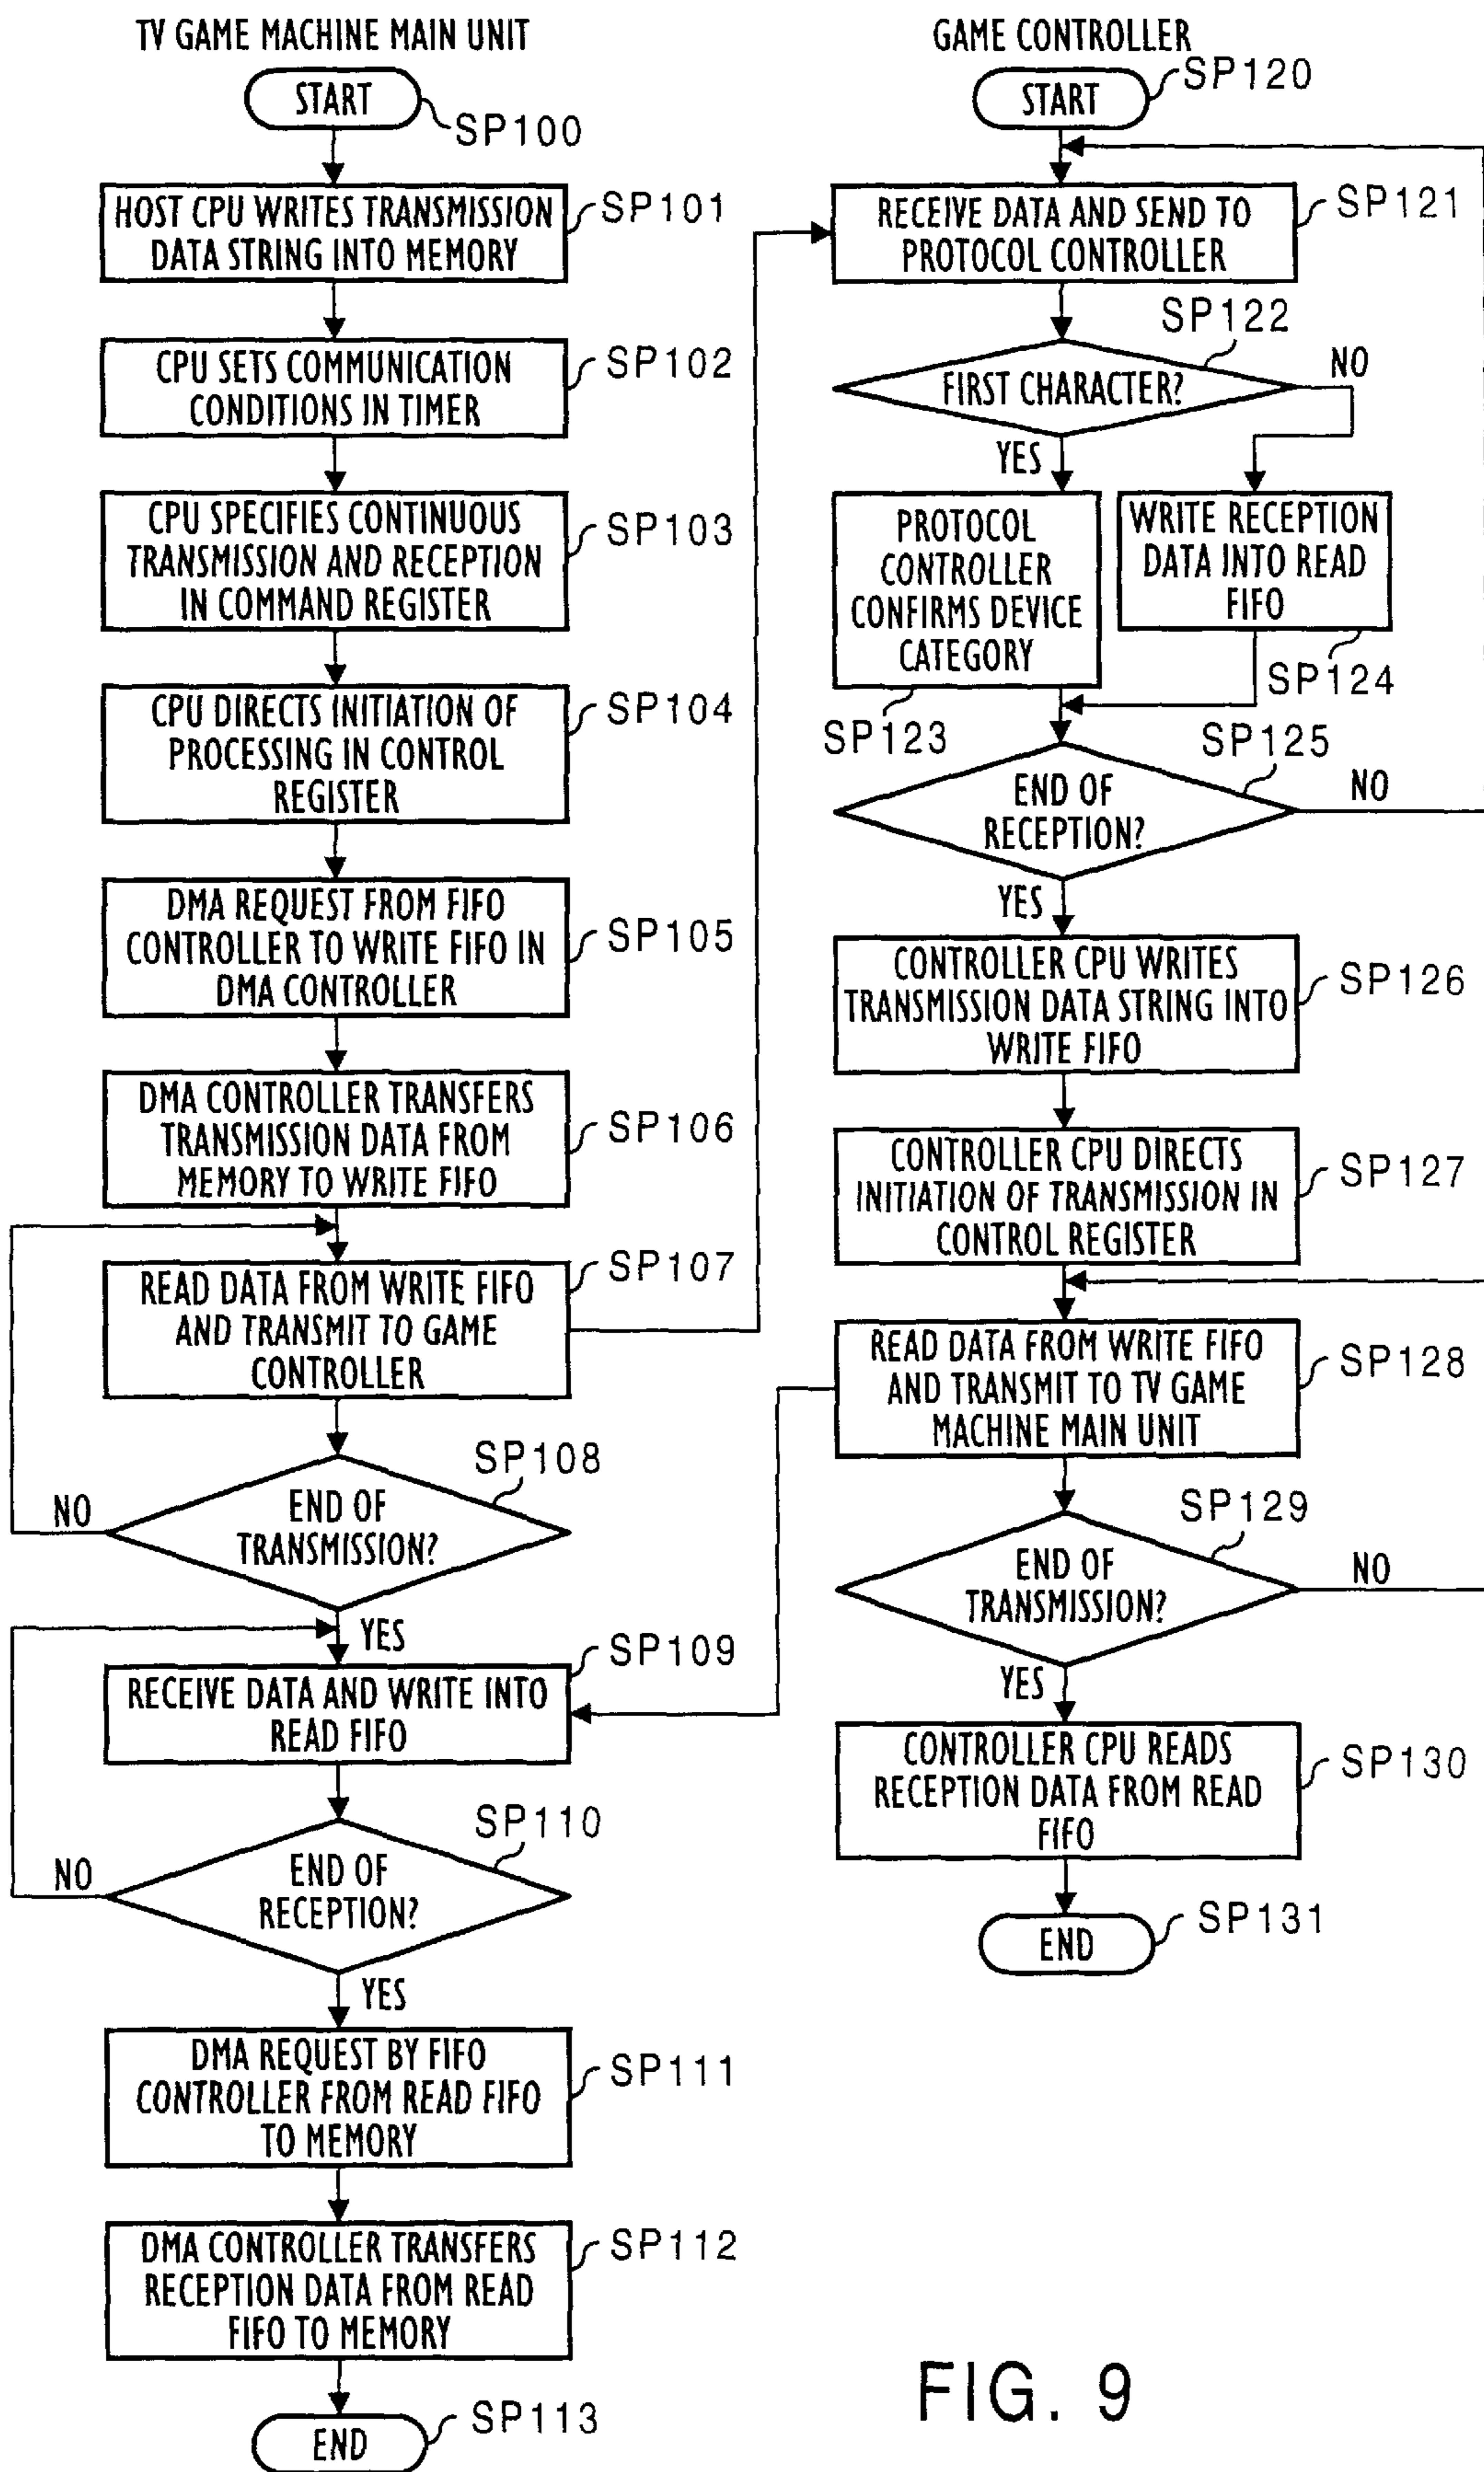 TV GAME MACHINE MAIN UNIT
START
SP100
HOST CPU WRITES TRANSMISSION
DATA STRING INTO MEMORY
SP101
CPU SETS COMMUNICATION
CONDITIONS IN TIMER
SP102
CPU SPECIFIES CONTINUOUS
TRANSMISSION AND RECEPTION
IN COMMAND REGISTER
SP103
CPU DIRECTS INITIATION OF
PROCESSING IN CONTROL
REGISTER
SP104
DMA REQUEST FROM FIFO
CONTROLLER TO WRITE FIFO IN
DMA CONTROLLER
SP105
DMA CONTROLLER TRANSFERS
TRANSMISSION DATA FROM
MEMORY TO WRITE FIFO
SP106
READ DATA FROM WRITE FIFO
AND TRANSMIT TO GAME
CONTROLLER
SP107
SP108
END OF
TRANSMISSION?
NO
YES
RECEIVE DATA AND WRITE INTO
READ FIFO
SP109
SP110
END OF
RECEPTION?
NO
YES
DMA REQUEST BY FIFO
CONTROLLER FROM READ FIFO
TO MEMORY
SP111
DMA CONTROLLER TRANSFERS
RECEPTION DATA FROM READ
FIFO TO MEMORY
SP112
END
SP113
GAME CONTROLLER
START
SP120
RECEIVE DATA AND SEND TO
PROTOCOL CONTROLLER
SP121
SP122
FIRST CHARACTER?
NO
YES
PROTOCOL
CONTROLLER
CONFIRMS DEVICE
CATEGORY
SP123
WRITE RECEPTION
DATA INTO READ
FIFO
SP124
SP125
END OF
RECEPTION?
NO
YES
CONTROLLER CPU WRITES
TRANSMISSION DATA STRING INTO
WRITE FIFO
SP126
CONTROLLER CPU DIRECTS
INITIATION OF TRANSMISSION IN
CONTROL REGISTER
SP127
READ DATA FROM WRITE FIFO
AND TRANSMIT TO TV GAME
MACHINE MAIN UNIT
SP128
SP129
END OF
TRANSMISSION?
NO
YES
CONTROLLER CPU READS
RECEPTION DATA FROM READ
FIFO
SP130
END
SP131
FIG. 9